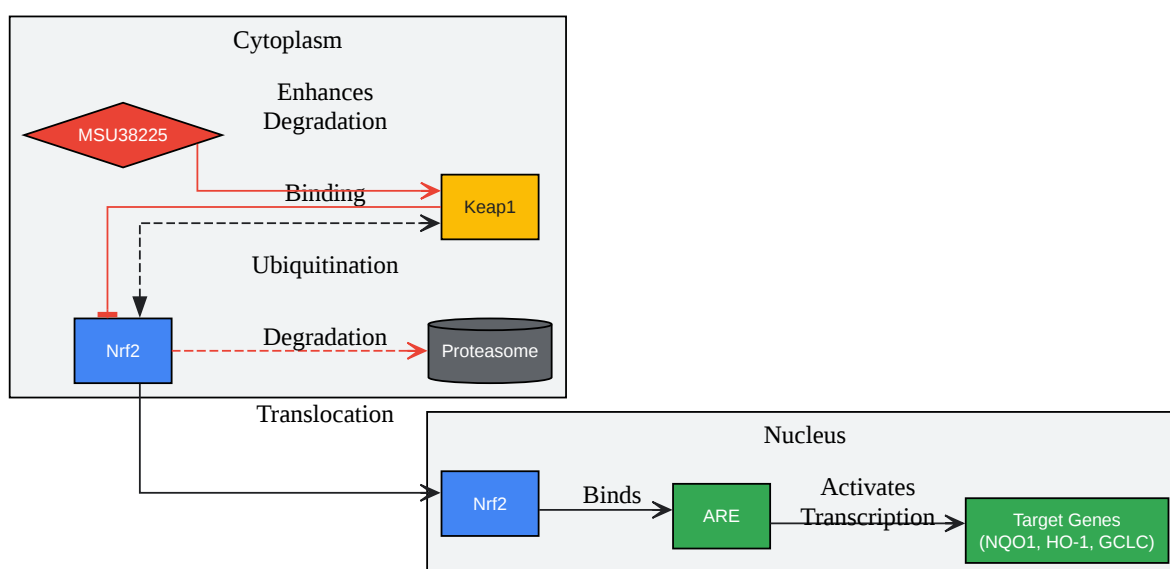 Cytoplasm
Enhances
Degradation
MSU38225
Binding
Keap1
Ubiquitination
Nrf2
Degradation
Proteasome
Translocation
Nucleus
Nrf2
Binds
ARE
Activates
Transcription
Target Genes
(NQO1, HO-1, GCLC)